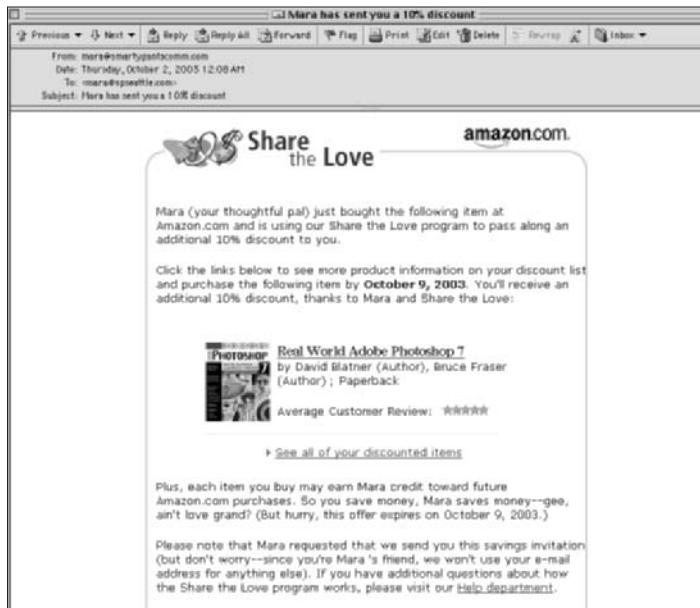 Mara has sent you a 10% discount
Previous Next Reply Reply All Forward Flag Print Edit Delete Rewrap Inbox
From: mara@smartypantscomm.com
Date: Thursday, October 2, 2003 12:08 AM
To: <mara@spseattle.com>
Subject: Mara has sent you a 10% discount
Share
the Love
amazon.com.
Mara (your thoughtful pal) just bought the following item at
Amazon.com and is using our Share the Love program to pass along an
additional 10% discount to you.
Click the links below to see more product information on your discount list
and purchase the following item by October 9, 2003. You'll receive an
additional 10% discount, thanks to Mara and Share the Love:
PHOTOSHOP
Real World Adobe Photoshop 7
by David Blatner (Author), Bruce Fraser
(Author) ; Paperback
Average Customer Review:
See all of your discounted items
Plus, each item you buy may earn Mara credit toward future
Amazon.com purchases. So you save money, Mara saves money--gee,
ain't love grand? (But hurry, this offer expires on October 9, 2003.)
Please note that Mara requested that we send you this savings invitation
(but don't worry--since you're Mara 's friend, we won't use your e-mail
address for anything else). If you have additional questions about how
the Share the Love program works, please visit our Help department.